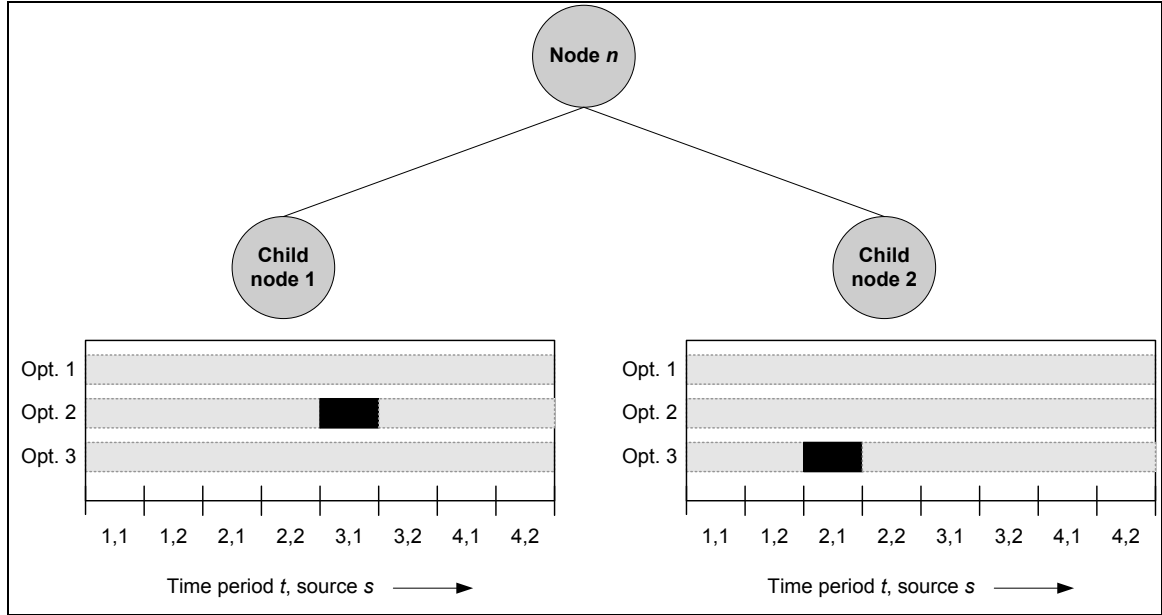 Node n
Child
node 1
Child
node 2
Opt. 1
Opt. 2
Opt. 3
1,1 1,2 2,1 2,2 3,1 3,2 4,1 4,2
Time period t, source s
Opt. 1
Opt. 2
Opt. 3
1,1 1,2 2,1 2,2 3,1 3,2 4,1 4,2
Time period t, source s